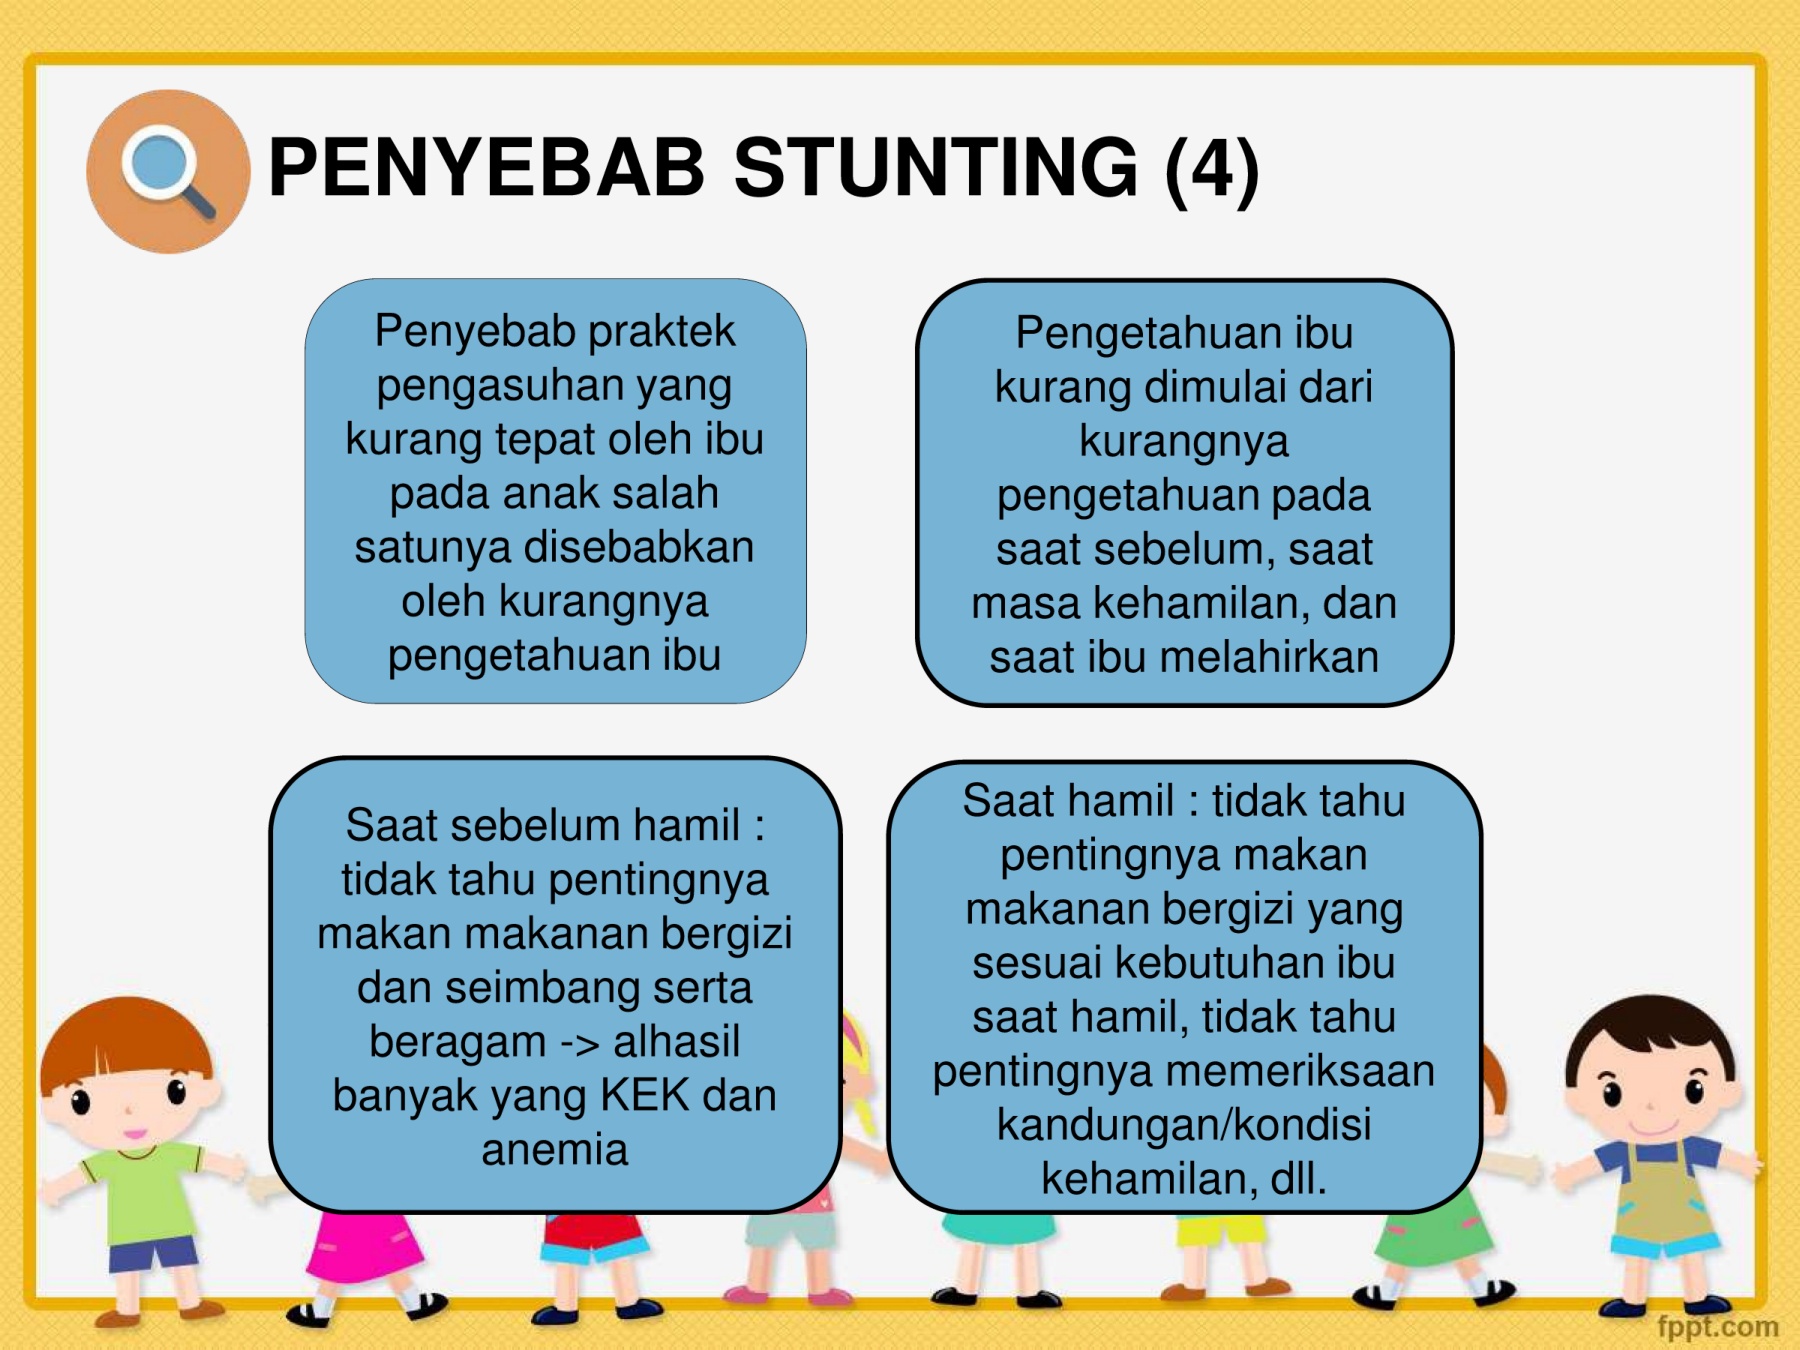 PENYEBAB STUNTING (4)
Penyebab praktek
pengasuhan yang
kurang tepat oleh ibu
pada anak salah
satunya disebabkan
oleh kurangnya
pengetahuan ibu
Pengetahuan ibu
kurang dimulai dari
kurangnya
pengetahuan pada
saat sebelum, saat
masa kehamilan, dan
saat ibu melahirkan
Saat sebelum hamil :
tidak tahu pentingnya
makan makanan bergizi
dan seimbang serta
beragam -> alhasil
banyak yang KEK dan
anemia
Saat hamil : tidak tahu
pentingnya makan
makanan bergizi yang
sesuai kebutuhan ibu
saat hamil, tidak tahu
pentingnya memeriksaan
kandungan/kondisi
kehamilan, dll.
fppt.com